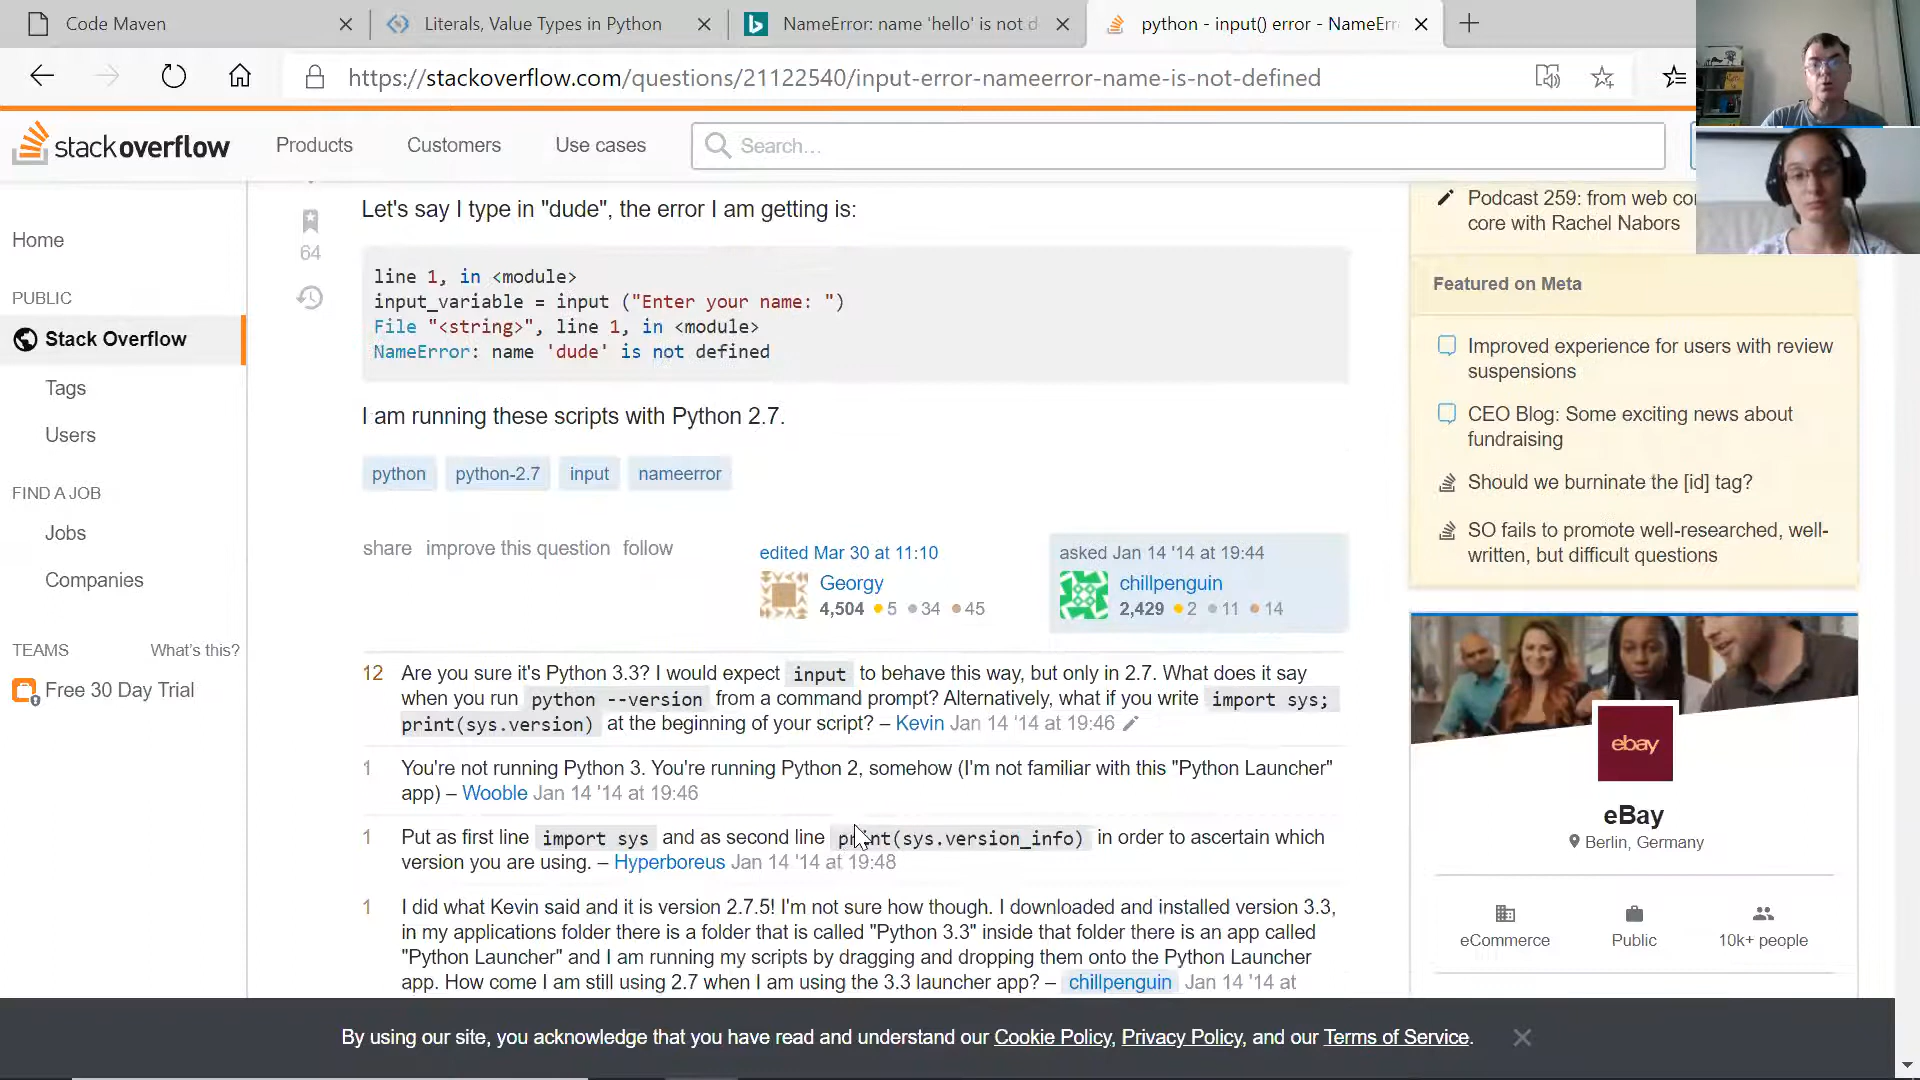 Code Maven
Literals, Value Types in Python
NameError: name 'hello' is not d
python - input() error - NameErr
https://stackoverflow.com/questions/21122540/input-error-nameerror-name-is-not-defined
stackoverflow
Products
Customers
Use cases
Search...
Home
PUBLIC
Stack Overflow
Tags
Users
FIND A JOB
Jobs
Companies
TEAMS
What's this?
Free 30 Day Trial
64
Let's say I type in "dude", the error I am getting is:
line 1, in <module>
input_variable = input ("Enter your name: ")
File "<string>", line 1, in <module>
NameError: name 'dude' is not defined
I am running these scripts with Python 2.7.
python python-2.7 input nameerror
share improve this question follow
edited Mar 30 at 11:10
Georgy
4,504 5 34 45
asked Jan 14 '14 at 19:44
chillpenguin
2,429 2 11 14
12 Are you sure it's Python 3.3? I would expect input to behave this way, but only in 2.7. What does it say
when you run python --version from a command prompt? Alternatively, what if you write import sys;
print(sys.version) at the beginning of your script? – Kevin Jan 14 '14 at 19:46
1 You're not running Python 3. You're running Python 2, somehow (I'm not familiar with this "Python Launcher"
app) – Wooble Jan 14 '14 at 19:46
1 Put as first line import sys and as second line print(sys.version_info) in order to ascertain which
version you are using. – Hyperboreus Jan 14 '14 at 19:48
1 I did what Kevin said and it is version 2.7.5! I'm not sure how though. I downloaded and installed version 3.3,
in my applications folder there is a folder that is called "Python 3.3" inside that folder there is an app called
"Python Launcher" and I am running my scripts by dragging and dropping them onto the Python Launcher
app. How come I am still using 2.7 when I am using the 3.3 launcher app? – chillpenguin Jan 14 '14 at
Podcast 259: from web co
core with Rachel Nabors
Featured on Meta
Improved experience for users with review
suspensions
CEO Blog: Some exciting news about
fundraising
Should we burninate the [id] tag?
SO fails to promote well-researched, well-
written, but difficult questions
ebay
eBay
Berlin, Germany
eCommerce
Public
10k+ people
By using our site, you acknowledge that you have read and understand our Cookie Policy, Privacy Policy, and our Terms of Service.